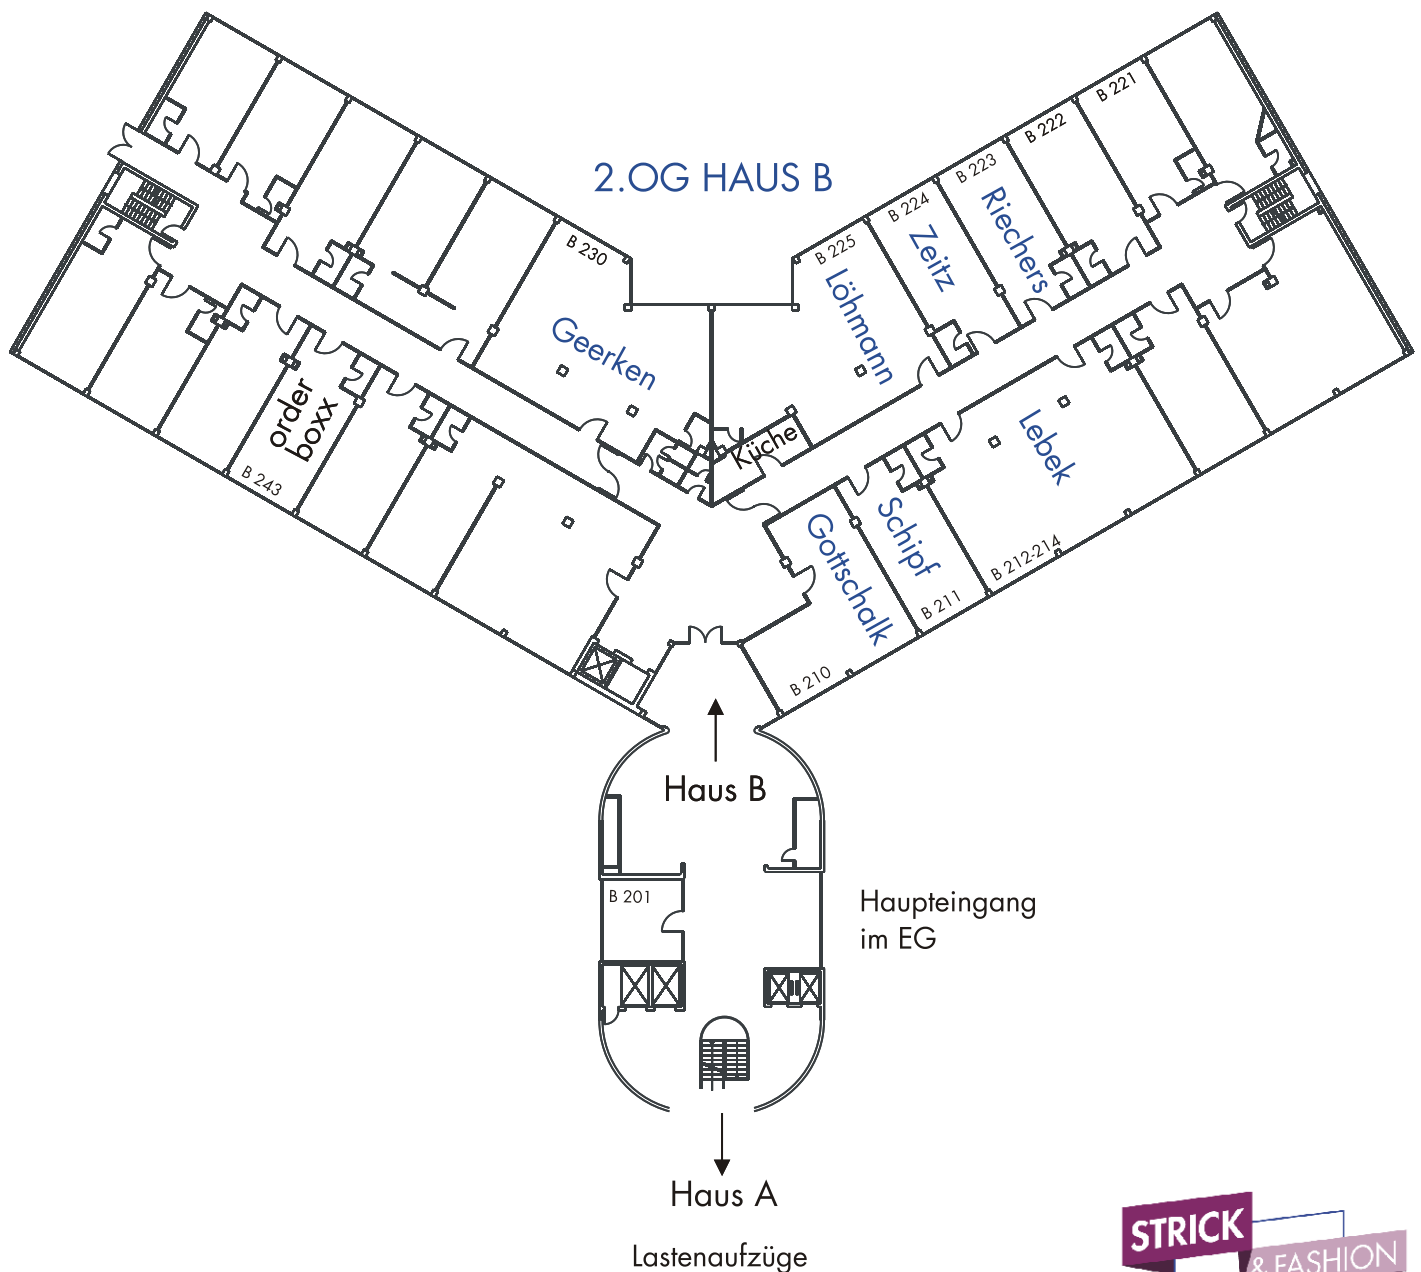 2.OG HAUS B
B 230
Geerken
B 225
Löhmann
B 224
Zeitz
B 223
Riechers
B 222
B 221
order
boxx
B 243
Küche
Gottschalk
B 210
Schipf
B 211
Lebek
B 212-214
Haus B
B 201
Haupteingang
im EG
Haus A
Lastenaufzüge
STRICK
& FASHION